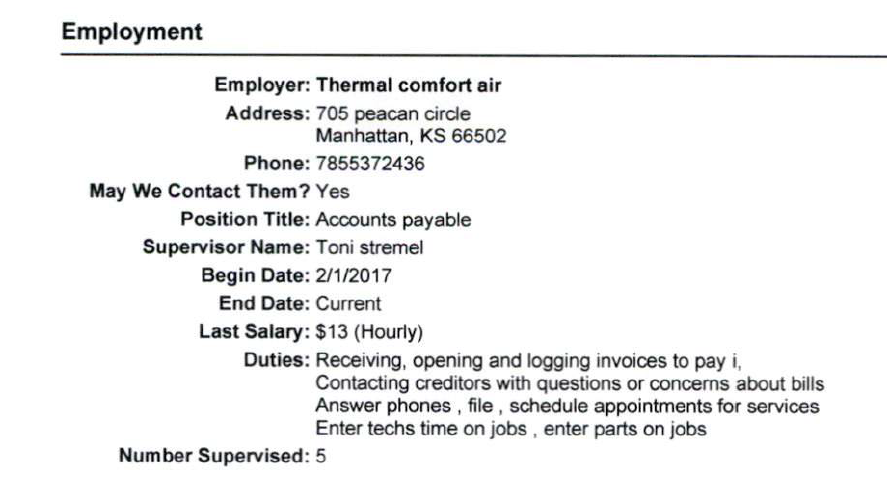 Employment
Employer: Thermal comfort air
Address: 705 peacan circle
Manhattan, KS 66502
Phone: 7855372436
May We Contact Them? Yes
Position Title: Accounts payable
Supervisor Name: Toni stremel
Begin Date: 2/1/2017
End Date: Current
Last Salary: $13 (Hourly)
Duties: Receiving, opening and logging invoices to pay i,
Contacting creditors with questions or concerns about bills
Answer phones , file , schedule appointments for services
Enter techs time on jobs , enter parts on jobs
Number Supervised: 5